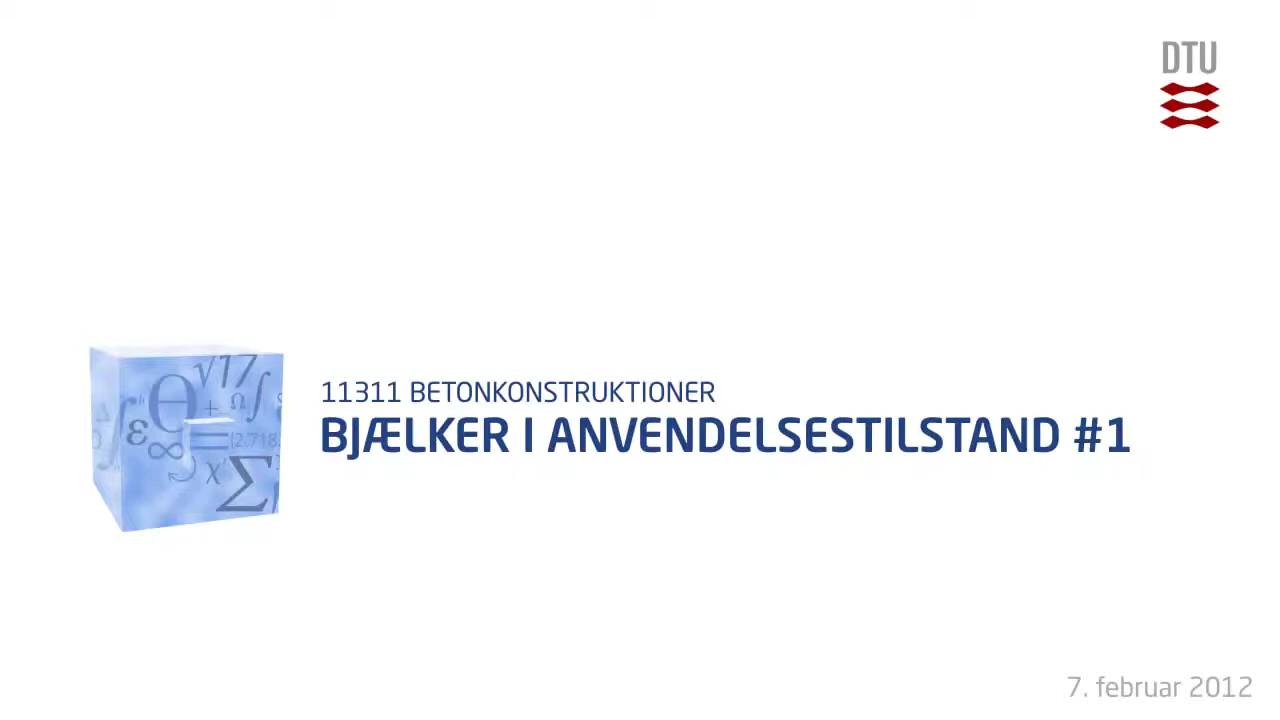 DTU
11311 BETONKONSTRUKTIONER
BJÆLKER I ANVENDELSESTILSTAND #1
7. februar 2012